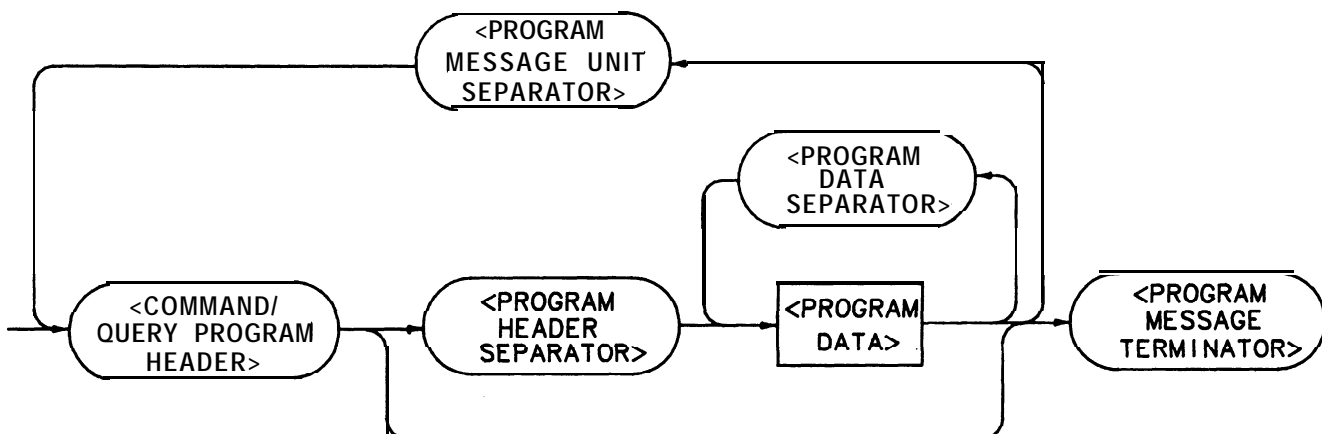 <PROGRAM
MESSAGE UNIT
SEPARATOR>
<PROGRAM
DATA
SEPARATOR>
<COMMAND/
QUERY PROGRAM
HEADER>
<PROGRAM
HEADER
SEPARATOR>
<PROGRAM
DATA>
<PROGRAM
MESSAGE
TERMINATOR>